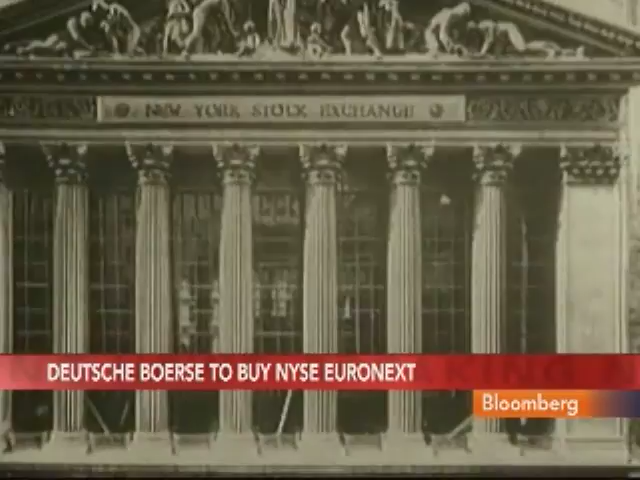 NEW YORK STOCK EXCHANGE
DEUTSCHE BOERSE TO BUY NYSE EURONEXT
Bloomberg